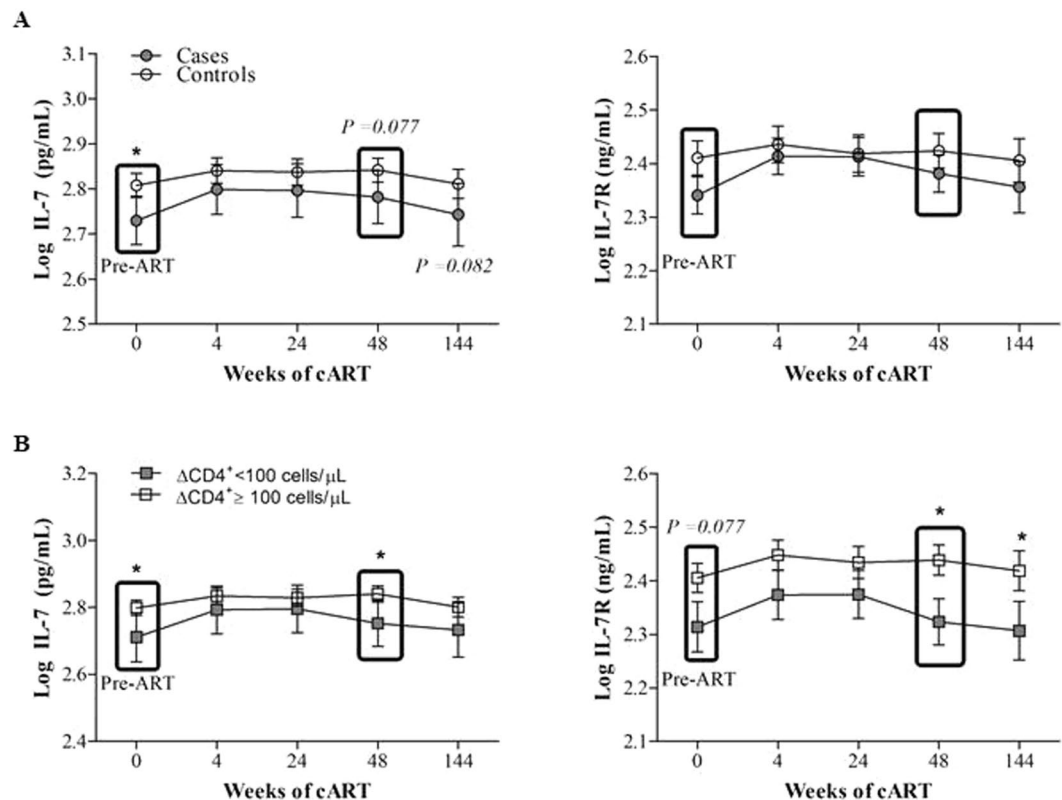 A
Cases
Controls
Log IL-7 (pg/mL)
3.1
3.0
2.9
2.8
2.7
2.6
2.5
*
P =0.077
P =0.082
Pre-ART
0 4 24 48 144
Weeks of cART
Log IL-7R (ng/mL)
2.6
2.5
2.4
2.3
2.2
2.1
Pre-ART
0 4 24 48 144
Weeks of cART
B
ΔCD4⁺<100 cells/μL
ΔCD4⁺≥ 100 cells/μL
Log IL-7 (pg/mL)
3.2
3.0
2.8
2.6
2.4
*
*
Pre-ART
0 4 24 48 144
Weeks of cART
Log IL-7R (ng/mL)
2.6
2.5
2.4
2.3
2.2
2.1
P =0.077
*
*
Pre-ART
0 4 24 48 144
Weeks of cART